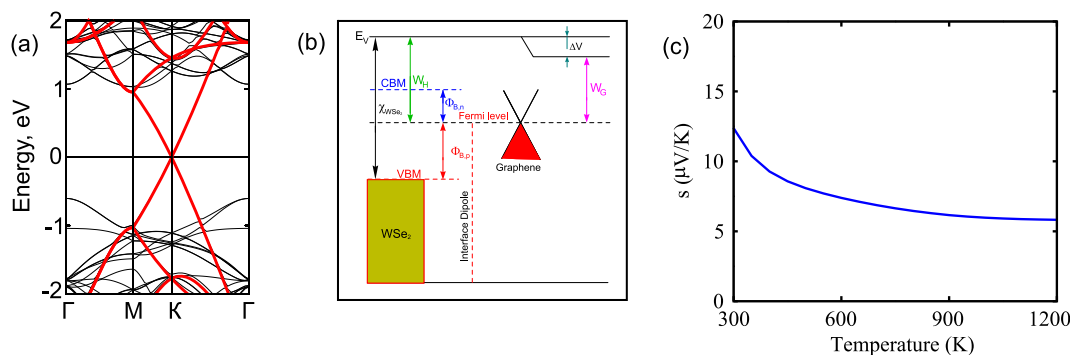 (a)
Energy, eV
2
1
0
-1
-2
Γ M K Γ
(b)
E_V
ΔV
W_H
W_G
CBM
Φ_B,n
χ_WSe₂
Fermi level
Φ_B,p
Graphene
VBM
WSe₂
Interface Dipole
(c)
s (μV/K)
20
15
10
5
0
300 600 900 1200
Temperature (K)